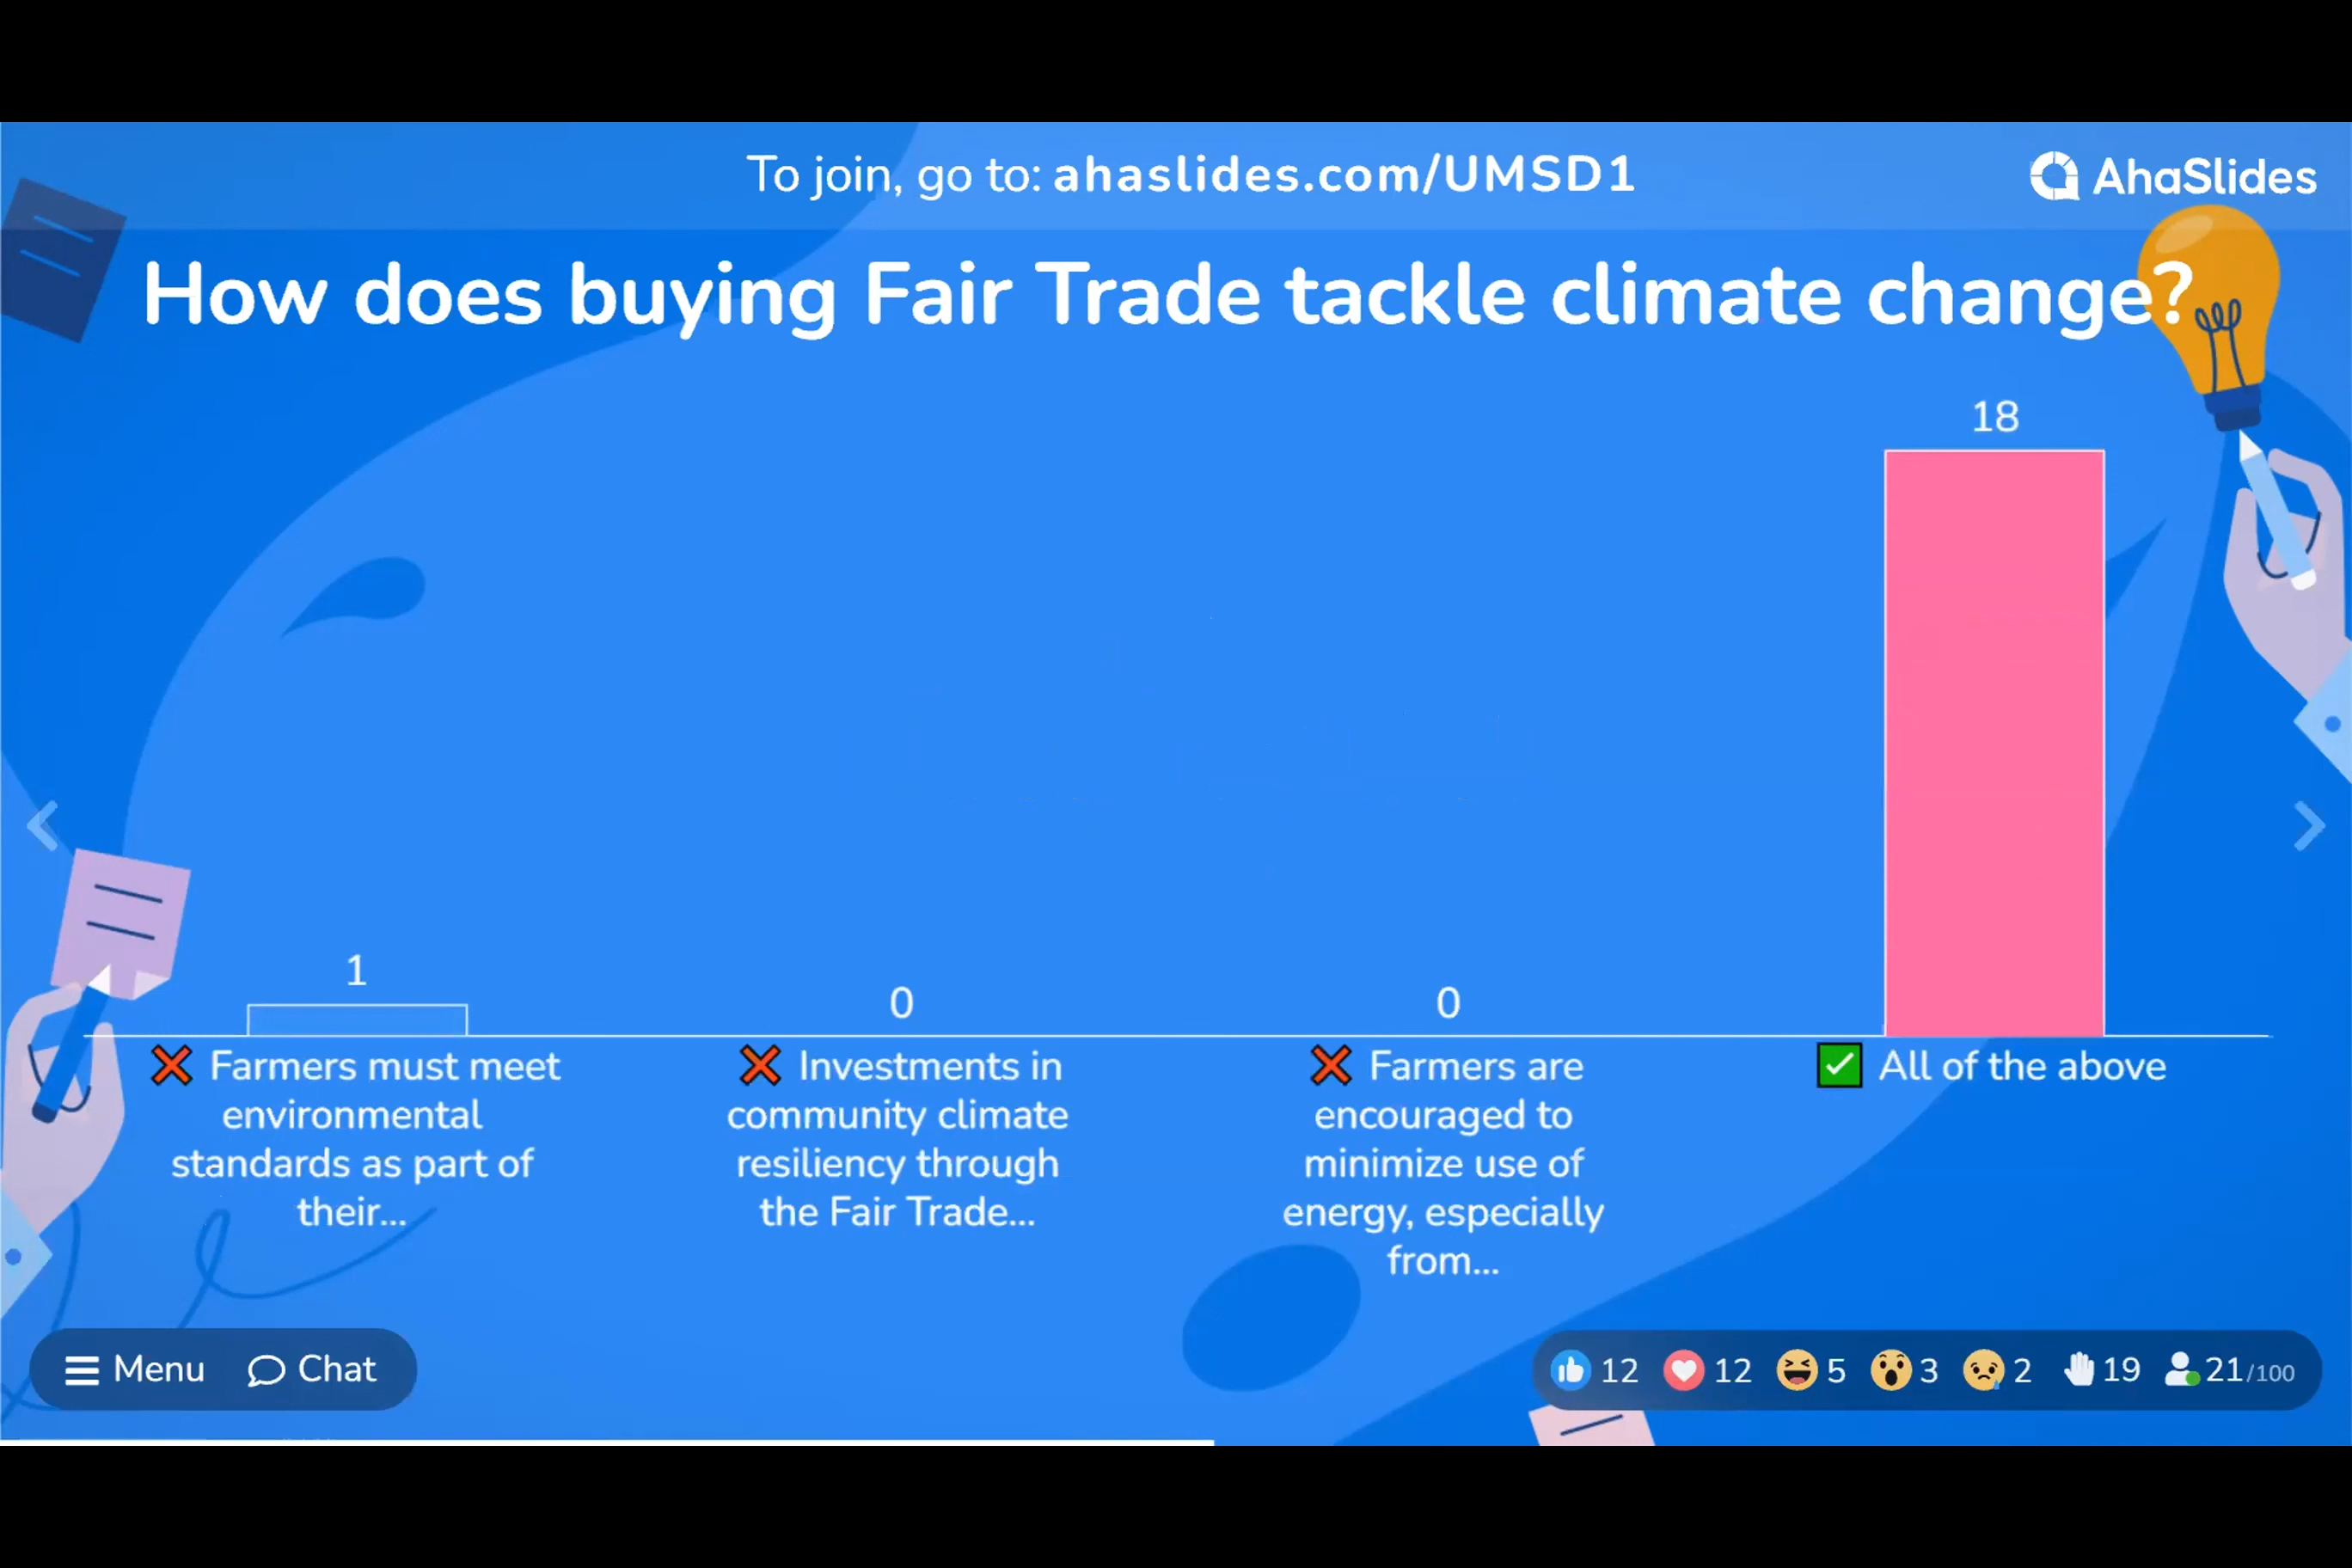 To join, go to: ahaslides.com/UMSD1
AhaSlides
How does buying Fair Trade tackle climate change?
18
1
0
0
Farmers must meet
environmental
standards as part of
their...
Investments in
community climate
resiliency through
the Fair Trade...
Farmers are
encouraged to
minimize use of
energy, especially
from...
All of the above
Menu Chat
12 12 5 3 2 19 21/100